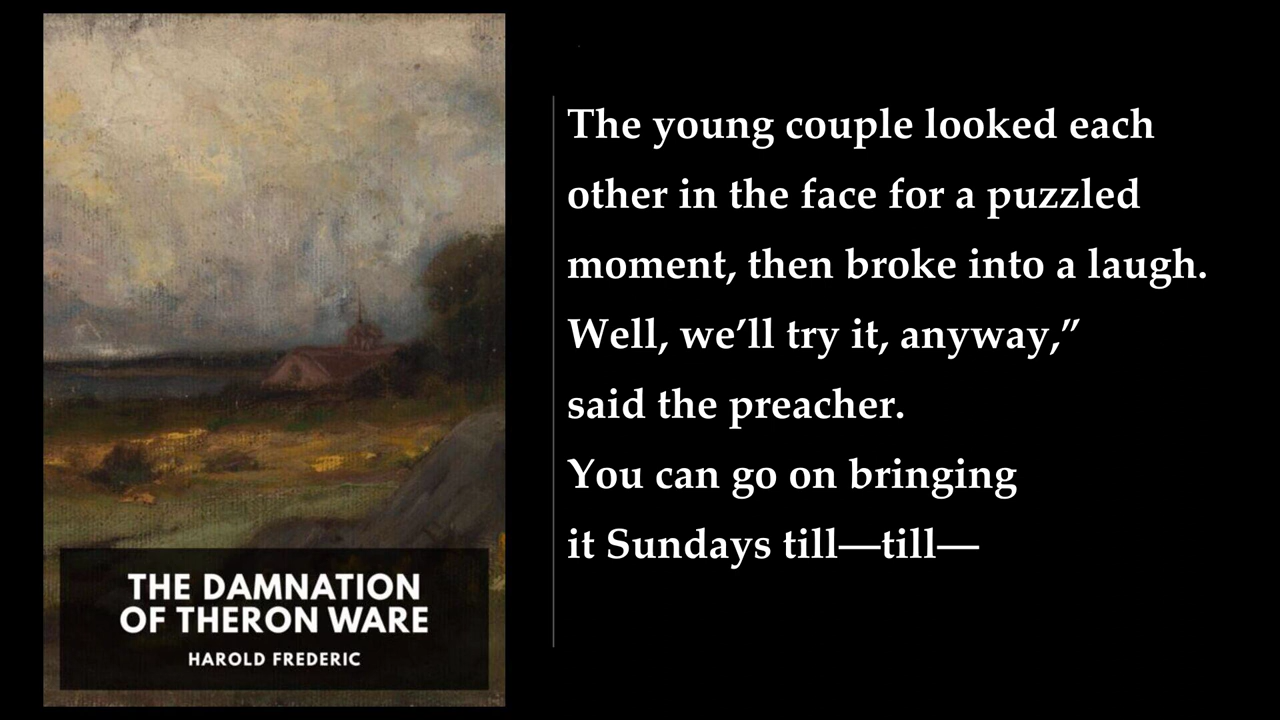 THE DAMNATION
OF THERON WARE
HAROLD FREDERIC
The young couple looked each
other in the face for a puzzled
moment, then broke into a laugh.
Well, we’ll try it, anyway,”
said the preacher.
You can go on bringing
it Sundays till—till—